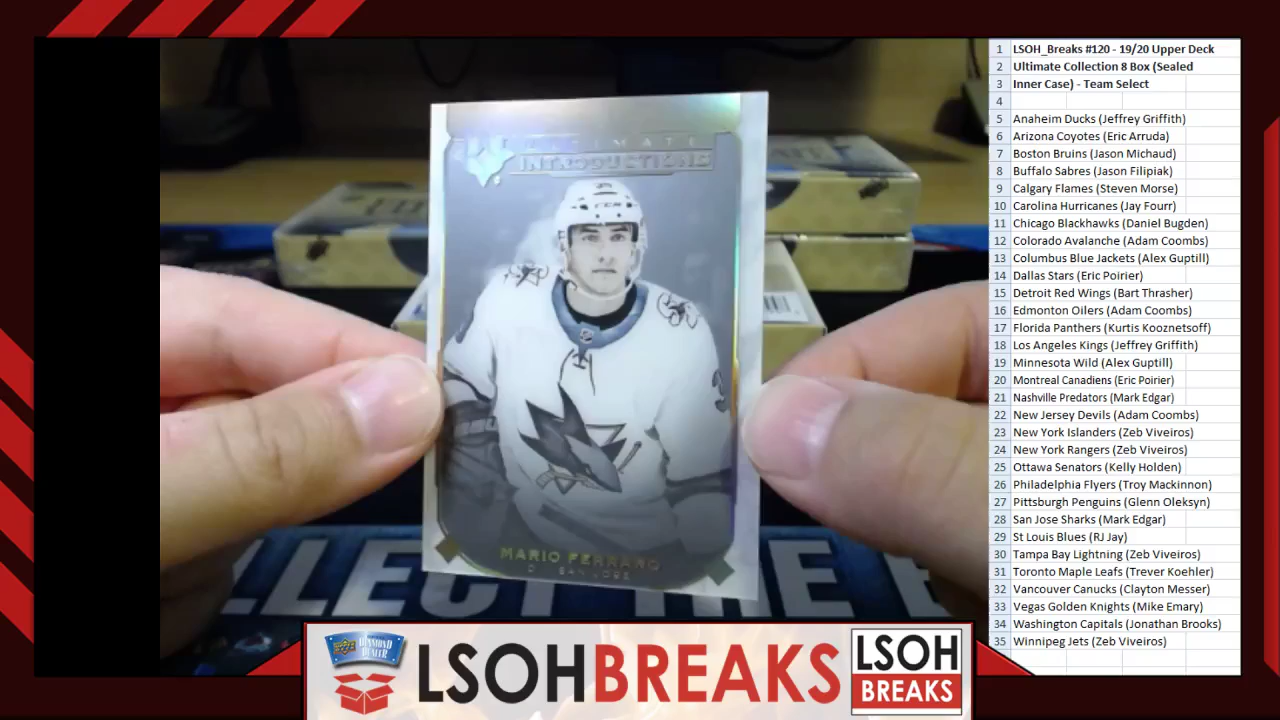 ULTIMATE
INTRODUCTIONS
CCM
MARIO FERRARO
D SAN JOSE
LLECT THE E
1 LSOH_Breaks #120 - 19/20 Upper Deck
2 Ultimate Collection 8 Box (Sealed
3 Inner Case) - Team Select
4
5 Anaheim Ducks (Jeffrey Griffith)
6 Arizona Coyotes (Eric Arruda)
7 Boston Bruins (Jason Michaud)
8 Buffalo Sabres (Jason Filipiak)
9 Calgary Flames (Steven Morse)
10 Carolina Hurricanes (Jay Fourr)
11 Chicago Blackhawks (Daniel Bugden)
12 Colorado Avalanche (Adam Coombs)
13 Columbus Blue Jackets (Alex Guptill)
14 Dallas Stars (Eric Poirier)
15 Detroit Red Wings (Bart Thrasher)
16 Edmonton Oilers (Adam Coombs)
17 Florida Panthers (Kurtis Kooznetsoff)
18 Los Angeles Kings (Jeffrey Griffith)
19 Minnesota Wild (Alex Guptill)
20 Montreal Canadiens (Eric Poirier)
21 Nashville Predators (Mark Edgar)
22 New Jersey Devils (Adam Coombs)
23 New York Islanders (Zeb Viveiros)
24 New York Rangers (Zeb Viveiros)
25 Ottawa Senators (Kelly Holden)
26 Philadelphia Flyers (Troy Mackinnon)
27 Pittsburgh Penguins (Glenn Oleksyn)
28 San Jose Sharks (Mark Edgar)
29 St Louis Blues (RJ Jay)
30 Tampa Bay Lightning (Zeb Viveiros)
31 Toronto Maple Leafs (Trever Koehler)
32 Vancouver Canucks (Clayton Messer)
33 Vegas Golden Knights (Mike Emary)
34 Washington Capitals (Jonathan Brooks)
35 Winnipeg Jets (Zeb Viveiros)
DIAMOND
DEALER
LSOHBREAKS
LSOH
BREAKS